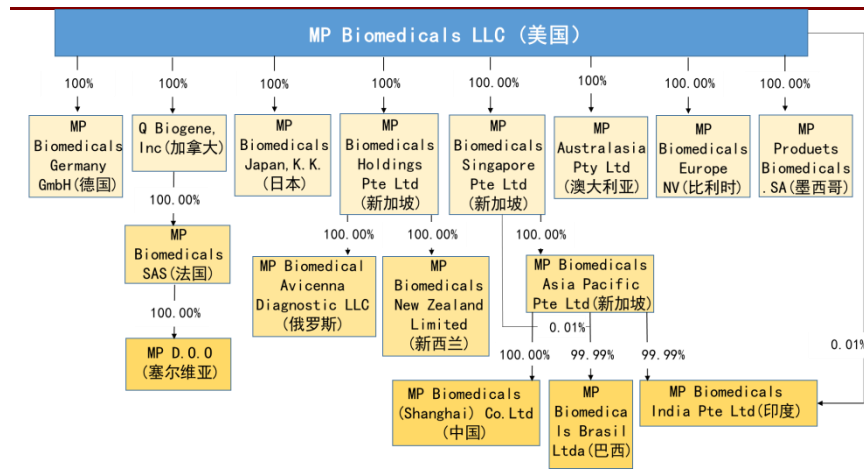 MP Biomedicals LLC (美国)
100%
100%
100%
100%
100.00%
100%
100.00%
100.00%
MP
Biomedicals
Germany
GmbH(德国)
Q Biogene,
Inc(加拿大)
MP
Biomedicals
Japan,K.K.
(日本)
MP
Biomedicals
Holdings
Pte Ltd
(新加坡)
MP
Biomedicals
Singapore
Pte Ltd
(新加坡)
MP
Australasia
Pty Ltd
(澳大利亚)
MP
Biomedicals
Europe
NV(比利时)
MP
Produets
Biomedicals
.SA(墨西哥)
100.00%
100.00%
100.00%
100.00%
MP
Biomedicals
SAS(法国)
MP Biomedical
Avicenna
Diagnostic LLC
(俄罗斯)
MP
Biomedicals
New Zealand
Limited
(新西兰)
MP Biomedicals
Asia Pacific
Pte Ltd(新加坡)
100.00%
0.01%
0.01%
100.00%
99.99%
99.99%
MP D.O.O
(塞尔维亚)
MP Biomedicals
(Shanghai) Co.Ltd
(中国)
MP
Biomedica
ls Brasil
Ltda(巴西)
MP Biomedicals
India Pte Ltd(印度)